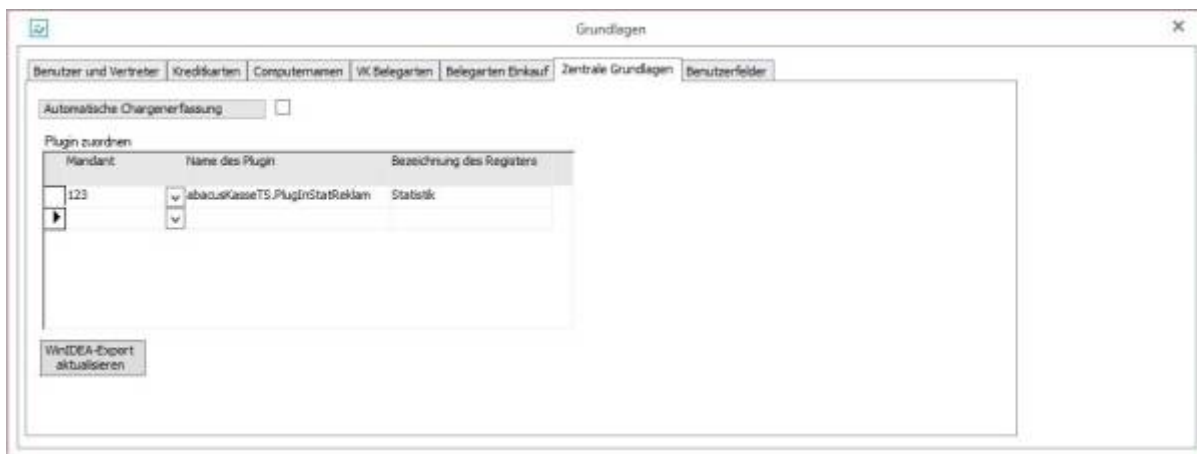 Grundlagen
Benutzer und Vertreter Kreditkarten Computernamen VK Belegarten Belegarten Einkauf Zentrale Grundlagen Benutzerfelder
Automatische Chargenerfassung
Plugin zuordnen
Mandant Name des Plugin Bezeichnung des Registers
123 abacusKasseTS.PlugInStatReklam Statistik
WinIDEA-Export
aktualisieren